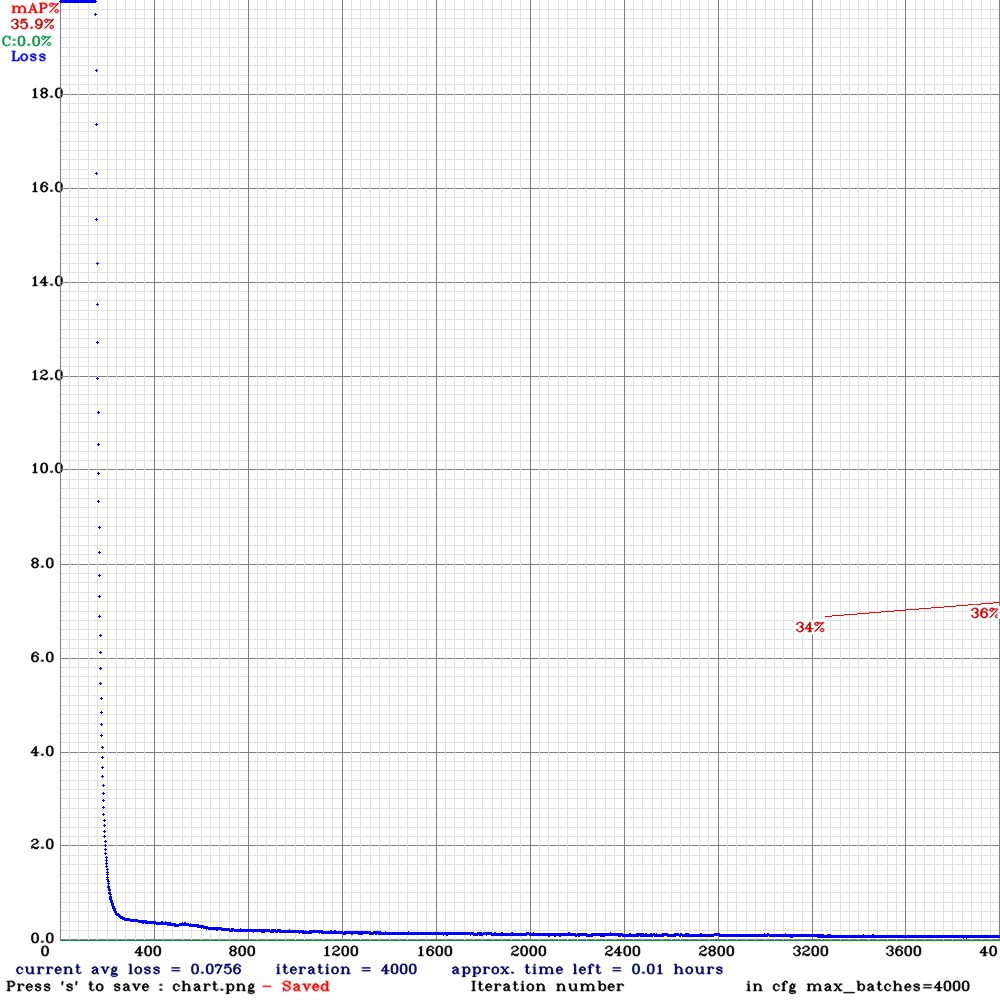 mAP%
35.9%
C:0.0%
Loss
18.0
16.0
14.0
12.0
10.0
8.0
6.0
34%
36%
4.0
2.0
0.0
0 400 800 1200 1600 2000 2400 2800 3200 3600 40
current avg loss = 0.0756 iteration = 4000 approx. time left = 0.01 hours
Press 's' to save : chart.png - Saved Iteration number in cfg max_batches=4000